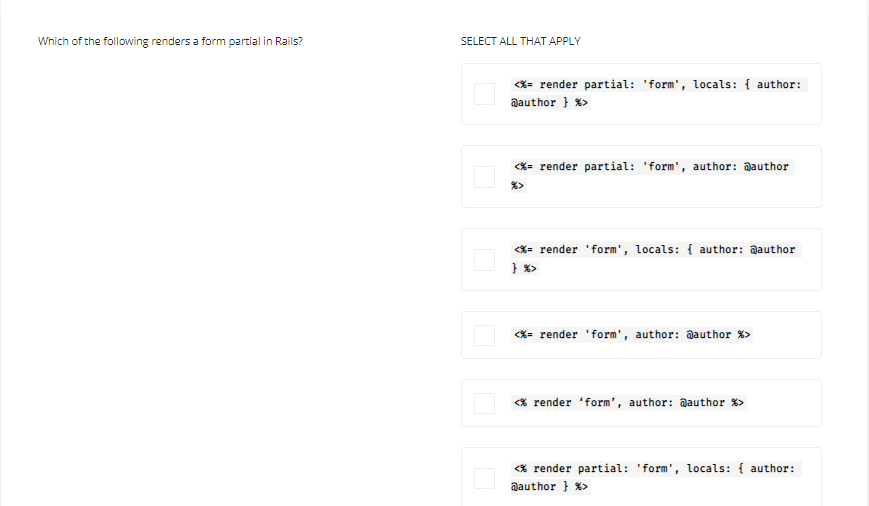 Which of the following renders a form partial in Rails?
SELECT ALL THAT APPLY
<%= render partial: 'form', locals: { author:
@author } %>
<%= render partial: 'form', author: @author
%>
<%= render 'form', locals: { author: @author
} %>
<%= render 'form', author: @author %>
<% render ‘form’, author: @author %>
<% render partial: 'form', locals: { author:
@author } %>